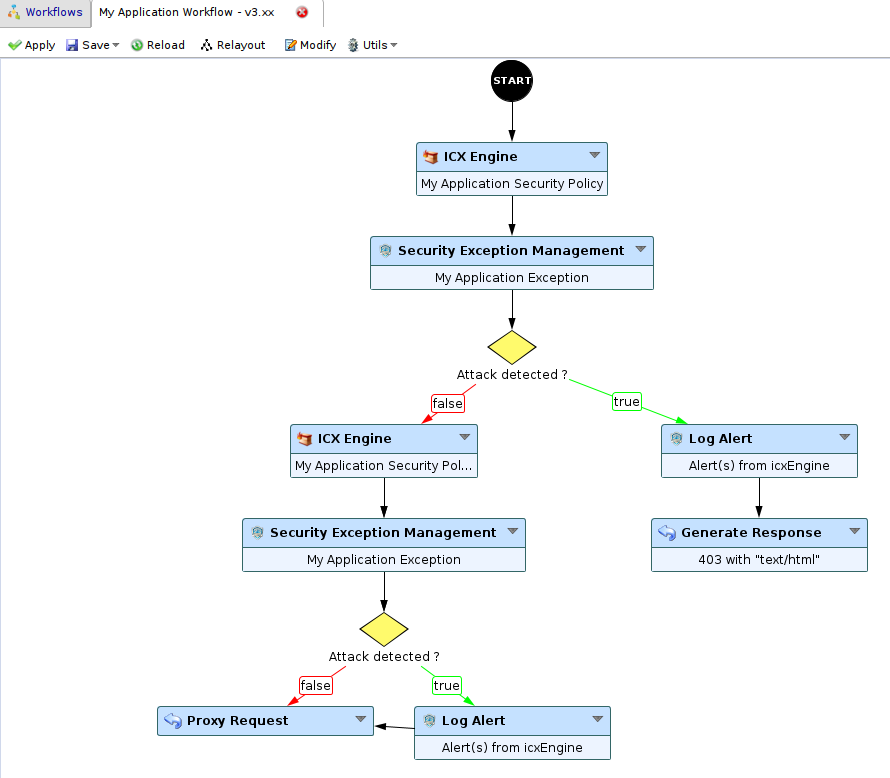 Workflows
My Application Workflow - v3.xx
Apply Save Reload Relayout Modify Utils
START
ICX Engine
My Application Security Policy
Security Exception Management
My Application Exception
Attack detected ?
false
true
ICX Engine
My Application Security Pol...
Log Alert
Alert(s) from icxEngine
Security Exception Management
My Application Exception
Generate Response
403 with "text/html"
Attack detected ?
false
true
Proxy Request
Log Alert
Alert(s) from icxEngine